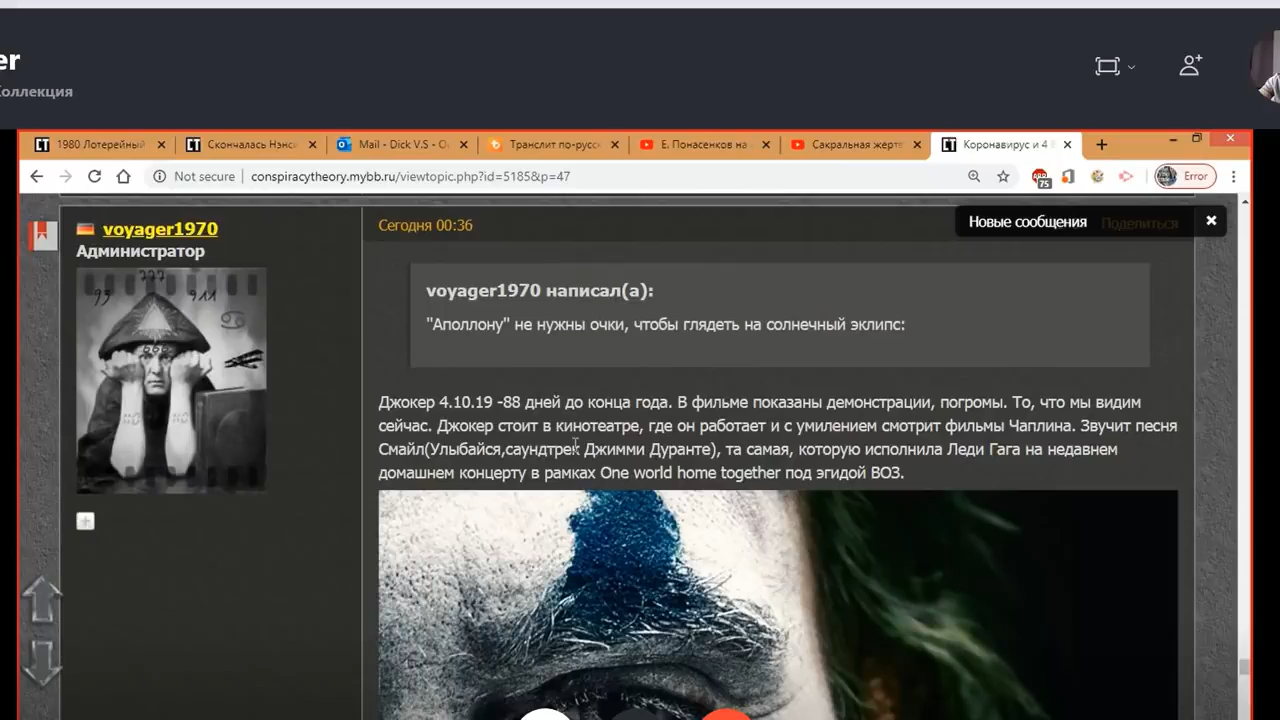 er
Коллекция
1980 Лотерейный
Скончалась Нэнси
Mail - Dick V.S - O
Транслит по-русс
Е. Понасенков на
Сакральная жерт
Коронавирус и 4
Not secure
conspiracytheory.mybb.ru/viewtopic.php?id=5185&p=47
75
Error
voyager1970
Администратор
Сегодня 00:36
Новые сообщения
Поделиться
777
93
911
666
voyager1970 написал(а):
"Аполлону" не нужны очки, чтобы глядеть на солнечный эклипс:
Джокер 4.10.19 -88 дней до конца года. В фильме показаны демонстрации, погромы. То, что мы видим
сейчас. Джокер стоит в кинотеатре, где он работает и с умилением смотрит фильмы Чаплина. Звучит песня
Смайл(Улыбайся,саундтрек Джимми Дуранте), та самая, которую исполнила Леди Гага на недавнем
домашнем концерту в рамках One world home together под эгидой ВОЗ.